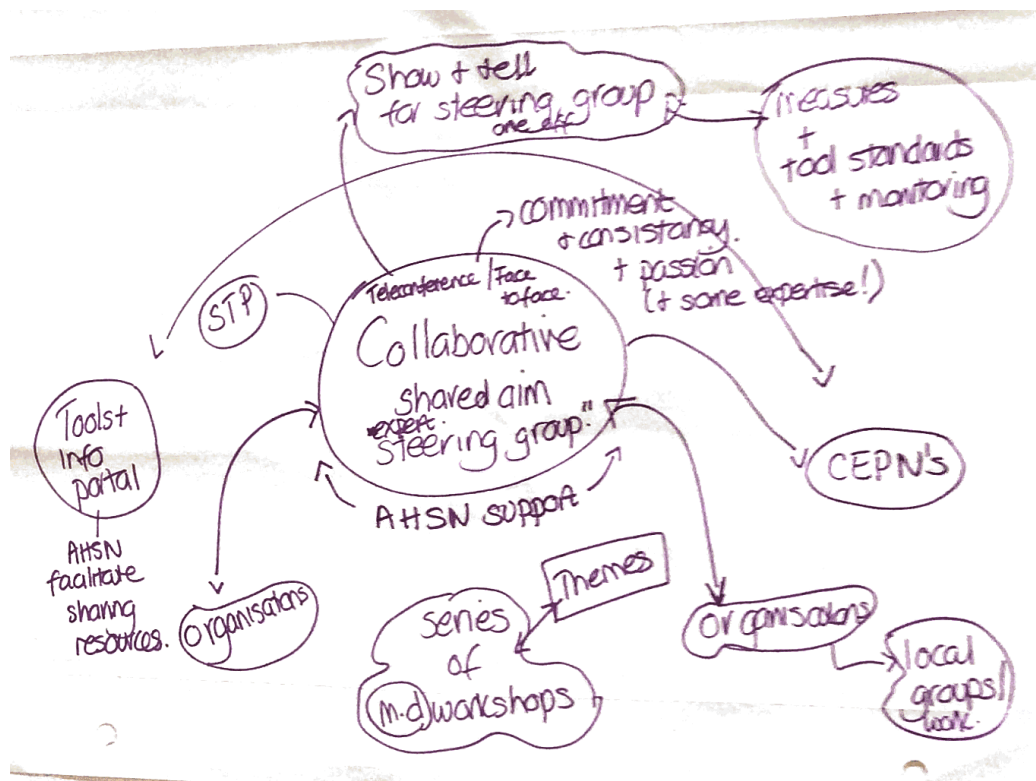 Show + tell
for steering group
one off
Measures
+
tool standards
+ monitoring
commitment
+ consistancy.
+ passion
(+ some expertise!)
Teleconference / Face
to face.
STP
Collaborative
shared aim
"expert
steering group."
Tools +
info
portal
CEPN's
AHSN support
AHSN
facilitate
sharing
resources.
organisations
Themes
series
of
m.d workshops
organisations
local
groups/
work.